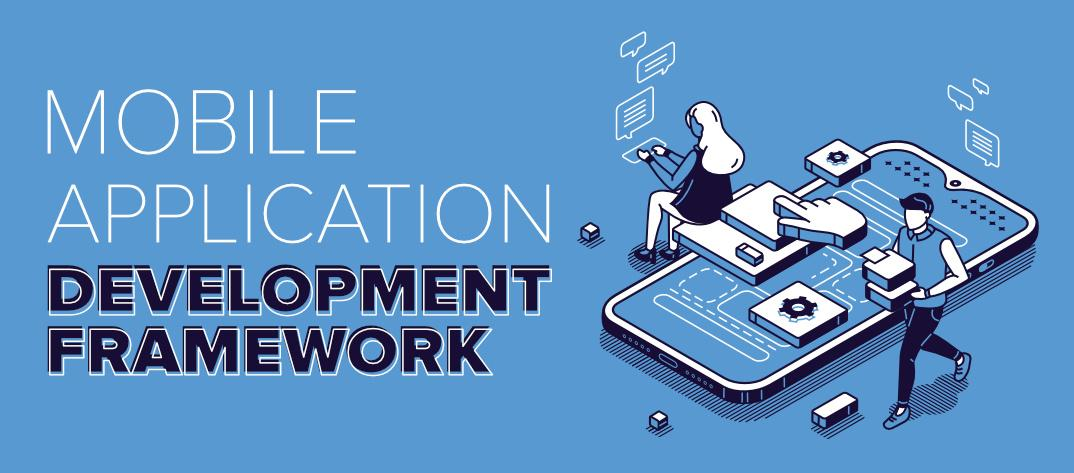 MOBILE
APPLICATION
DEVELOPMENT
FRAMEWORK